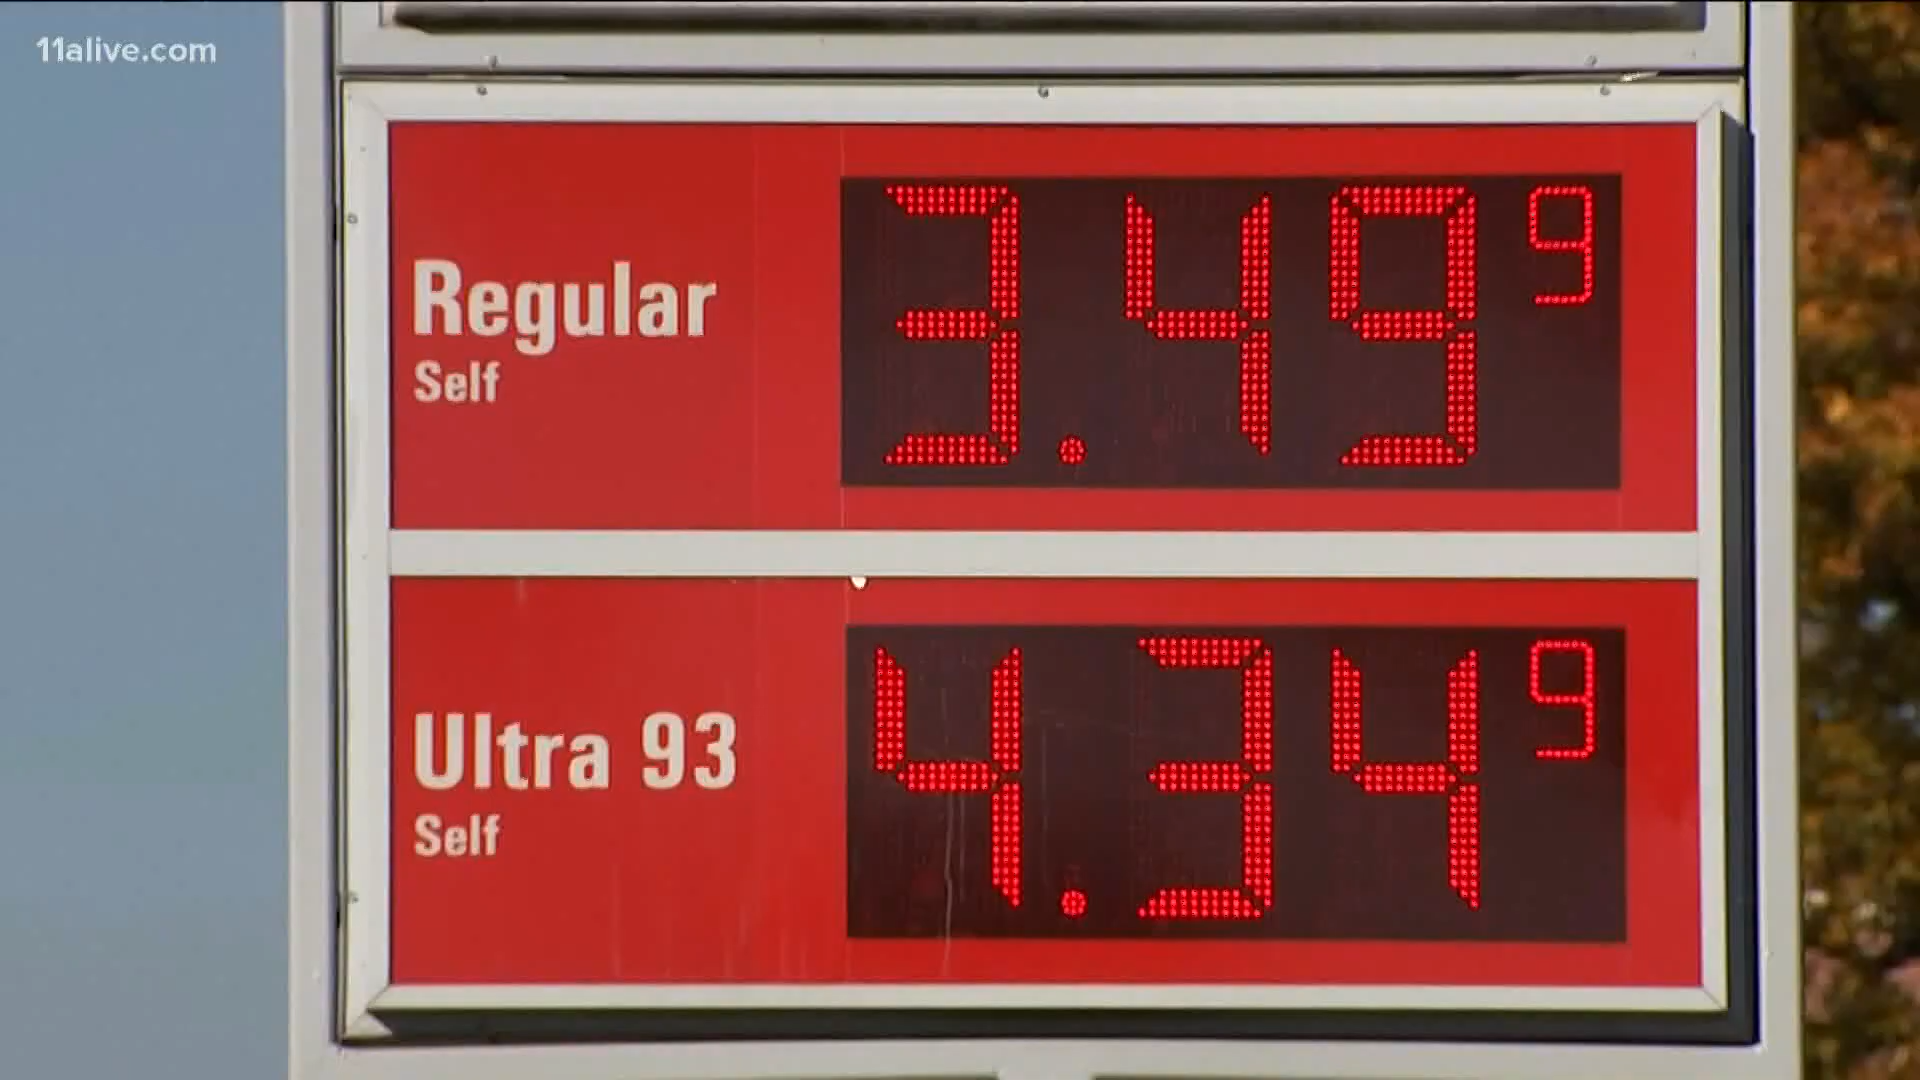 11alive.com
Regular
Self
3.49 9
Ultra 93
Self
4.34 9